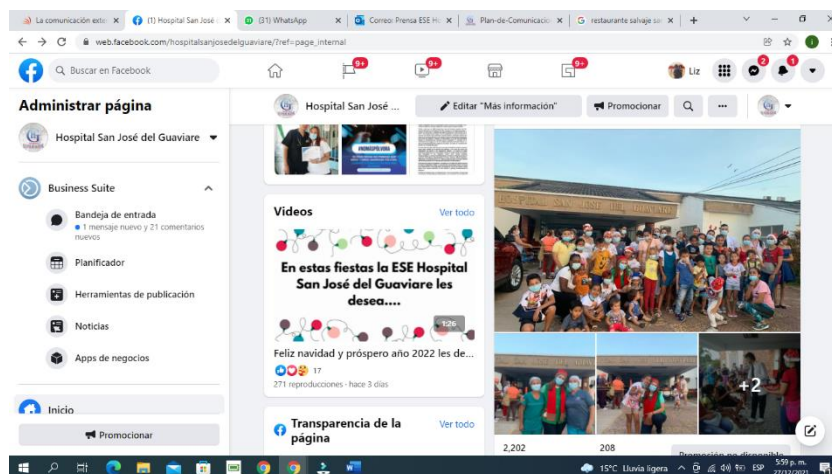 La comunicación exter
(1) Hospital San José
(31) WhatsApp
Correo: Prensa ESE H
Plan-de-Comunicacio
restaurante salvaje sa
web.facebook.com/hospitalsanjosedelguaviare/?ref=page_internal
Buscar en Facebook
9+
9+
9+
Liz
2
1
Administrar página
Hospital San José ...
Editar "Más información"
Promocionar
Hospital San José del Guaviare
Business Suite
Bandeja de entrada
1 mensaje nuevo y 21 comentarios
nuevos
Planificador
Herramientas de publicación
Noticias
Apps de negocios
Inicio
Promocionar
Videos
Ver todo
En estas fiestas la ESE Hospital
San José del Guaviare les
desea....
1:26
Feliz navidad y próspero año 2022 les de...
17
271 reproducciones · hace 3 días
Transparencia de la
página
Ver todo
HOSPITAL SAN JOSE DEL GUAVIARE
+2
2,202
208
Promoción no disponible
15°C Lluvia ligera
ESP
5:59 p. m.
27/12/2021